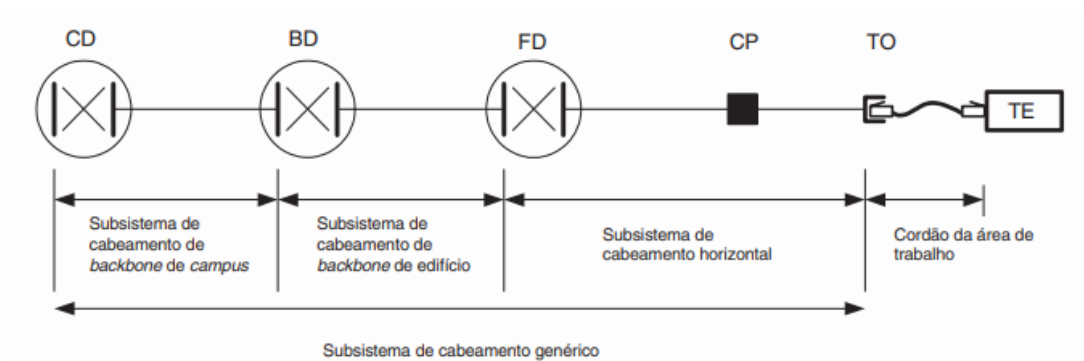 CD BD FD CP TO
TE
Subsistema de
cabeamento de
backbone de campus
Subsistema de
cabeamento de
backbone de edifício
Subsistema de
cabeamento horizontal
Cordão da área de
trabalho
Subsistema de cabeamento genérico